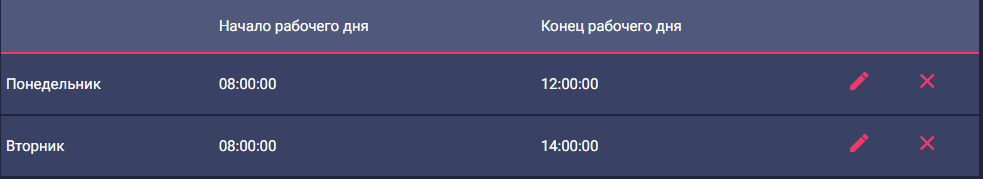 Начало рабочего дня Конец рабочего дня
Понедельник 08:00:00 12:00:00
Вторник 08:00:00 14:00:00